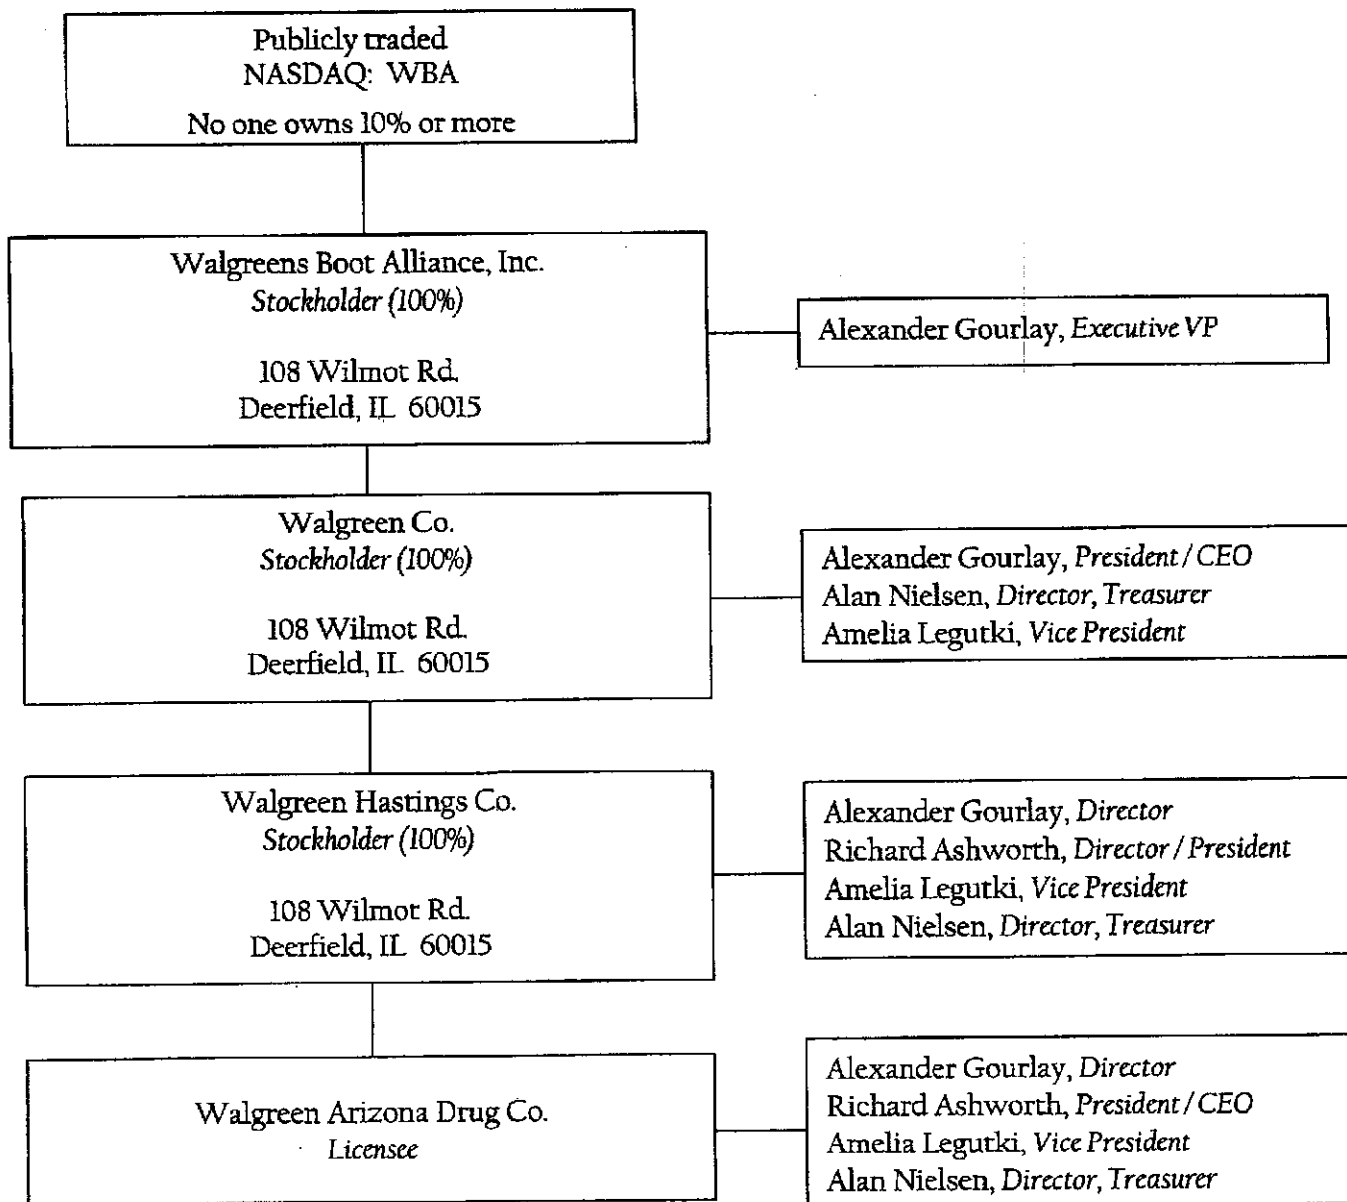 Publicly traded
NASDAQ: WBA
No one owns 10% or more
Walgreens Boot Alliance, Inc.
Stockholder (100%)
108 Wilmot Rd.
Deerfield, IL 60015
Alexander Gourlay, Executive VP
Walgreen Co.
Stockholder (100%)
108 Wilmot Rd.
Deerfield, IL 60015
Alexander Gourlay, President / CEO
Alan Nielsen, Director, Treasurer
Amelia Legutki, Vice President
Walgreen Hastings Co.
Stockholder (100%)
108 Wilmot Rd.
Deerfield, IL 60015
Alexander Gourlay, Director
Richard Ashworth, Director / President
Amelia Legutki, Vice President
Alan Nielsen, Director, Treasurer
Walgreen Arizona Drug Co.
Licensee
Alexander Gourlay, Director
Richard Ashworth, President / CEO
Amelia Legutki, Vice President
Alan Nielsen, Director, Treasurer